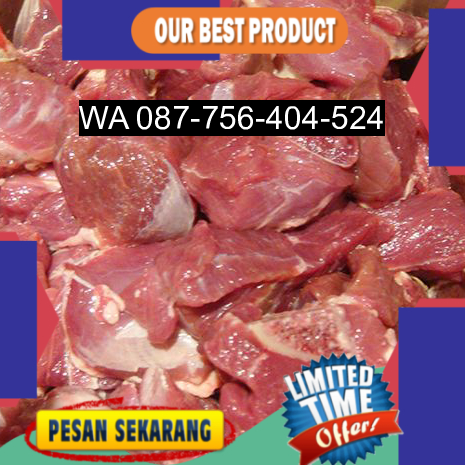 OUR BEST PRODUCT
WA 087-756-404-524
LIMITED
TIME
Offer!
PESAN SEKARANG